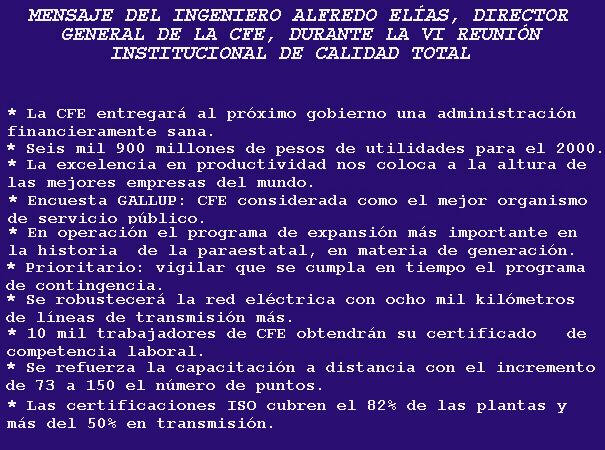 MENSAJE DEL INGENIERO ALFREDO ELÍAS, DIRECTOR
GENERAL DE LA CFE, DURANTE LA VI REUNIÓN
INSTITUCIONAL DE CALIDAD TOTAL
* La CFE entregará al próximo gobierno una administración
financieramente sana.
* Seis mil 900 millones de pesos de utilidades para el 2000.
* La excelencia en productividad nos coloca a la altura de
las mejores empresas del mundo.
* Encuesta GALLUP: CFE considerada como el mejor organismo
de servicio público.
* En operación el programa de expansión más importante en
la historia  de la paraestatal, en materia de generación.
* Prioritario: vigilar que se cumpla en tiempo el programa
de contingencia.
* Se robustecerá la red eléctrica con ocho mil kilómetros
de líneas de transmisión más.
* 10 mil trabajadores de CFE obtendrán su certificado   de
competencia laboral.
* Se refuerza la capacitación a distancia con el incremento
de 73 a 150 el número de puntos.
* Las certificaciones ISO cubren el 82% de las plantas y
más del 50% en transmisión.